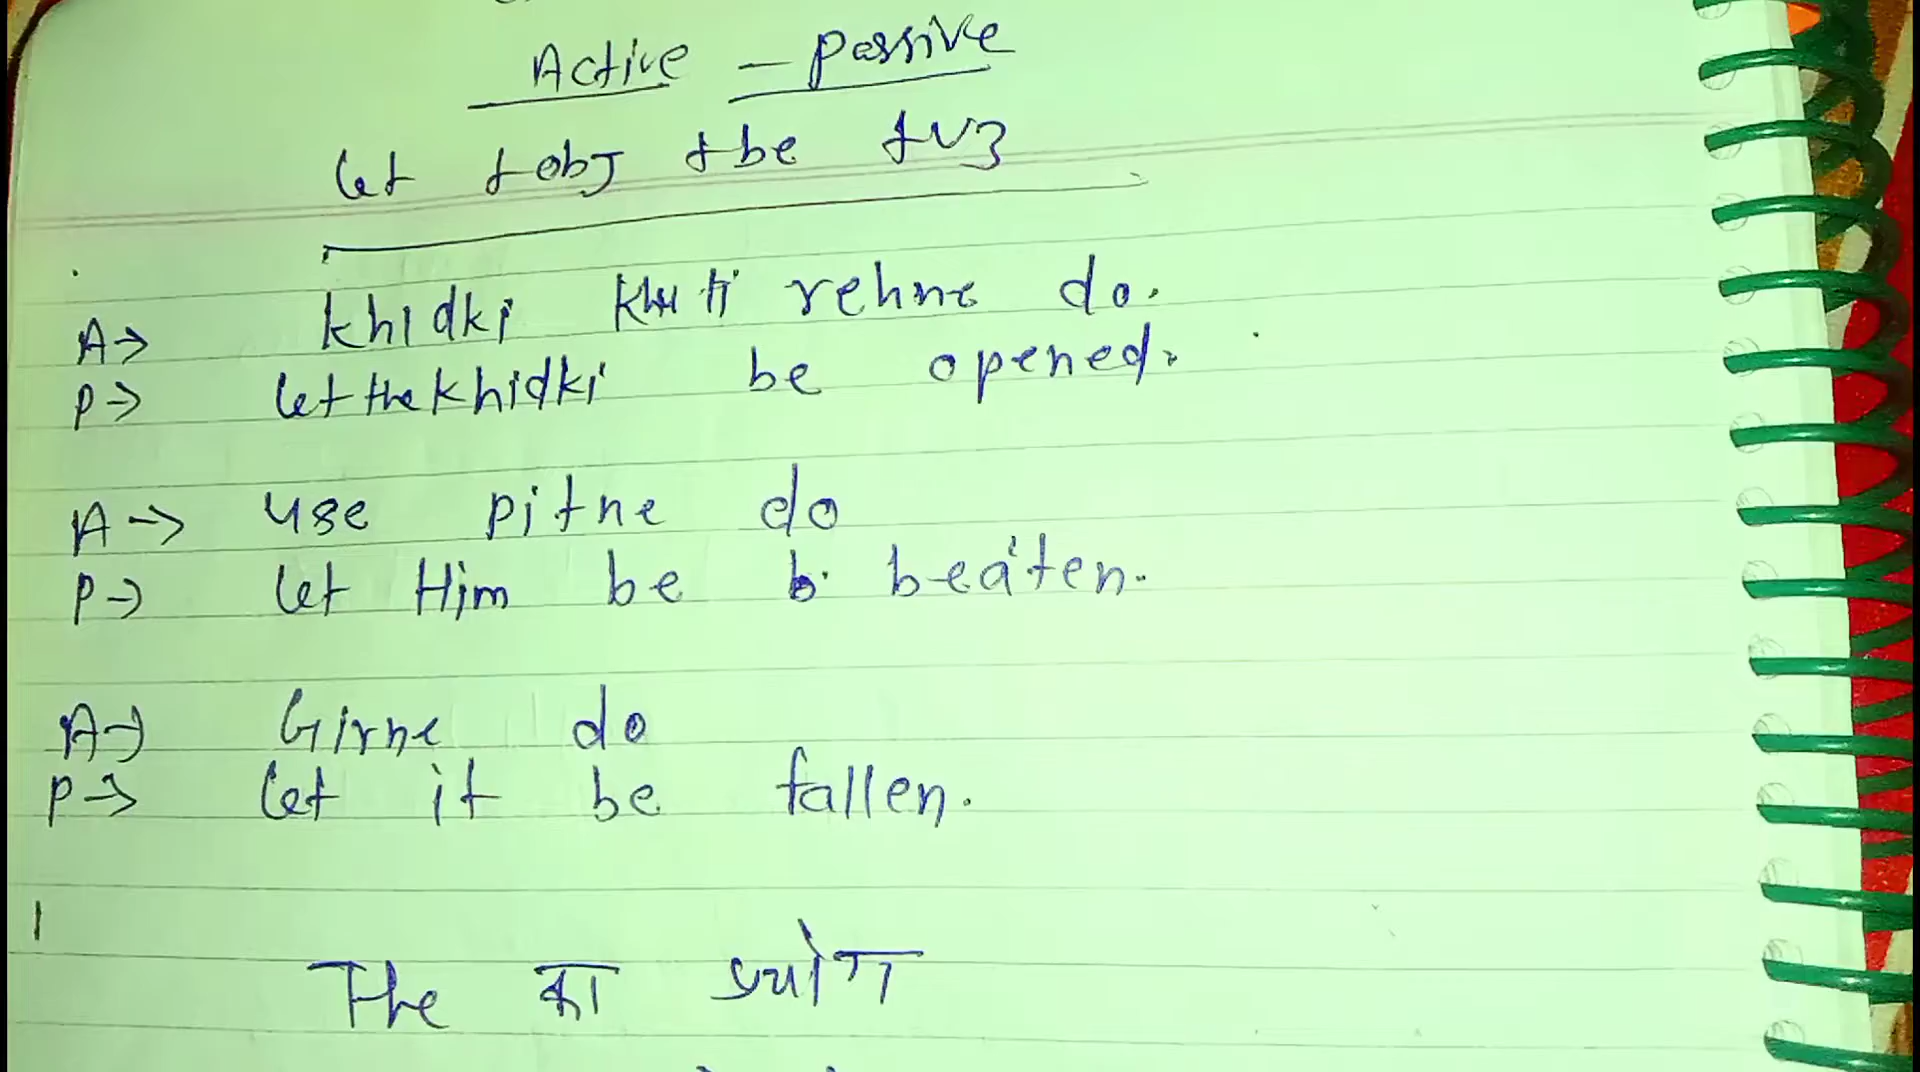 Active - passive
let + obj + be + v3
A→ khidki khuli rehne do.
P→ let the khidki be opened.
A→ use pitne do
P→ let Him be b beaten.
A→ Girne do
P→ let it be fallen.
The का प्रयोग